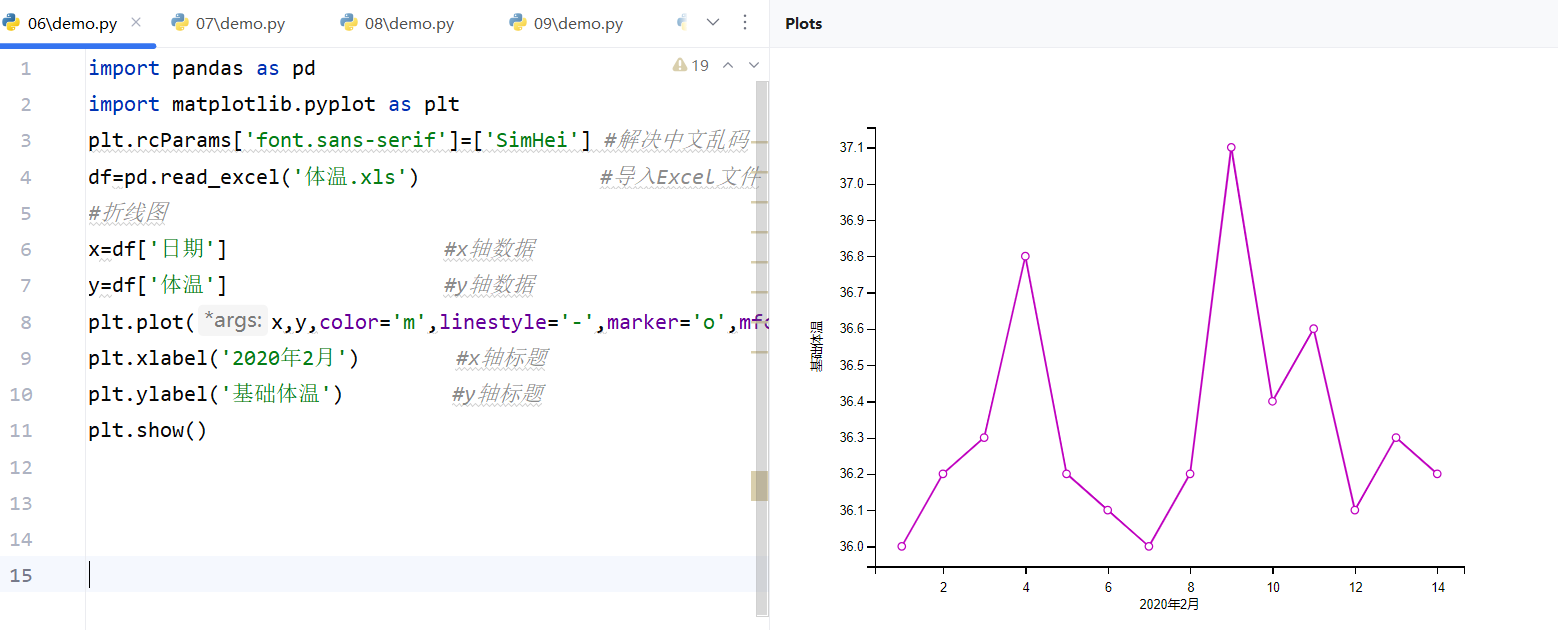 06\demo.py
07\demo.py
08\demo.py
09\demo.py
Plots
19
1 import pandas as pd
2 import matplotlib.pyplot as plt
3 plt.rcParams['font.sans-serif']=['SimHei'] #解决中文乱码
4 df=pd.read_excel('体温.xls') #导入Excel文件
5 #折线图
6 x=df['日期'] #x轴数据
7 y=df['体温'] #y轴数据
8 plt.plot(*args: x,y,color='m',linestyle='-',marker='o',mfc
9 plt.xlabel('2020年2月') #x轴标题
10 plt.ylabel('基础体温') #y轴标题
11 plt.show()
12
13
14
15
37.1
37.0
36.9
36.8
36.7
36.6
36.5
36.4
36.3
36.2
36.1
36.0
基础体温
2 4 6 8 10 12 14
2020年2月